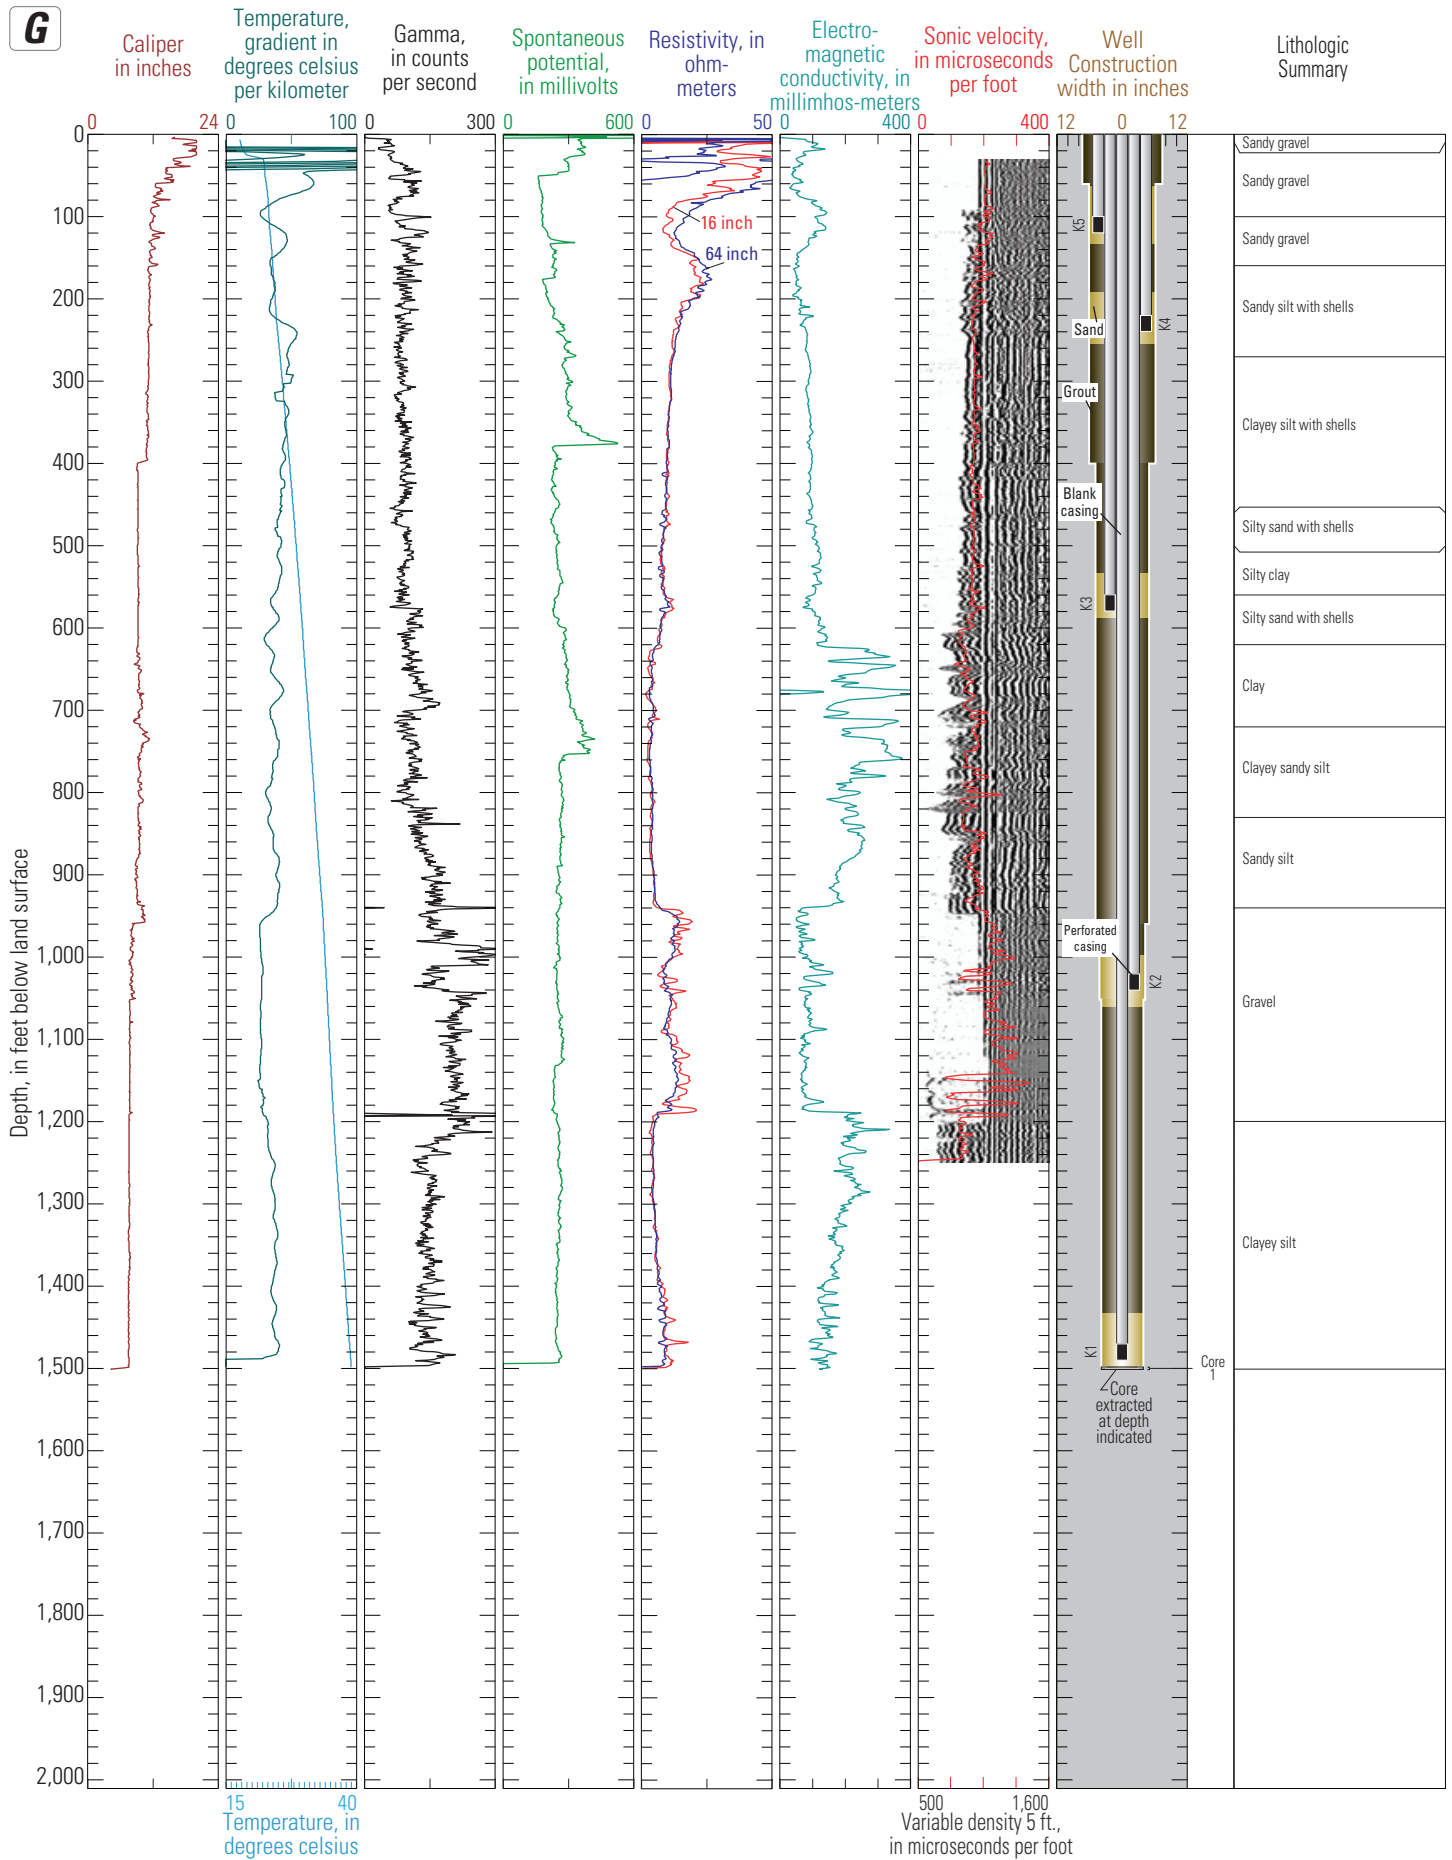 G
Caliper
in inches
Temperature,
gradient in
degrees celsius
per kilometer
Gamma,
in counts
per second
Spontaneous
potential,
in millivolts
Resistivity, in
ohm-
meters
Electro-
magnetic
conductivity, in
millimhos-meters
Sonic velocity,
in microseconds
per foot
Well
Construction
width in inches
Lithologic
Summary
0 24 0 100 0 300 0 600 0 50 0 400 0 400 12 0 12
Depth, in feet below land surface
0
100
200
300
400
500
600
700
800
900
1,000
1,100
1,200
1,300
1,400
1,500
1,600
1,700
1,800
1,900
2,000
16 inch
64 inch
K5
K4
Sand
Grout
Blank
casing
K3
Perforated
casing
K2
K1
Core
extracted
at depth
indicated
Core
1
Sandy gravel
Sandy gravel
Sandy gravel
Sandy silt with shells
Clayey silt with shells
Silty sand with shells
Silty clay
Silty sand with shells
Clay
Clayey sandy silt
Sandy silt
Gravel
Clayey silt
15 40
Temperature, in
degrees celsius
500 1,600
Variable density 5 ft.,
in microseconds per foot